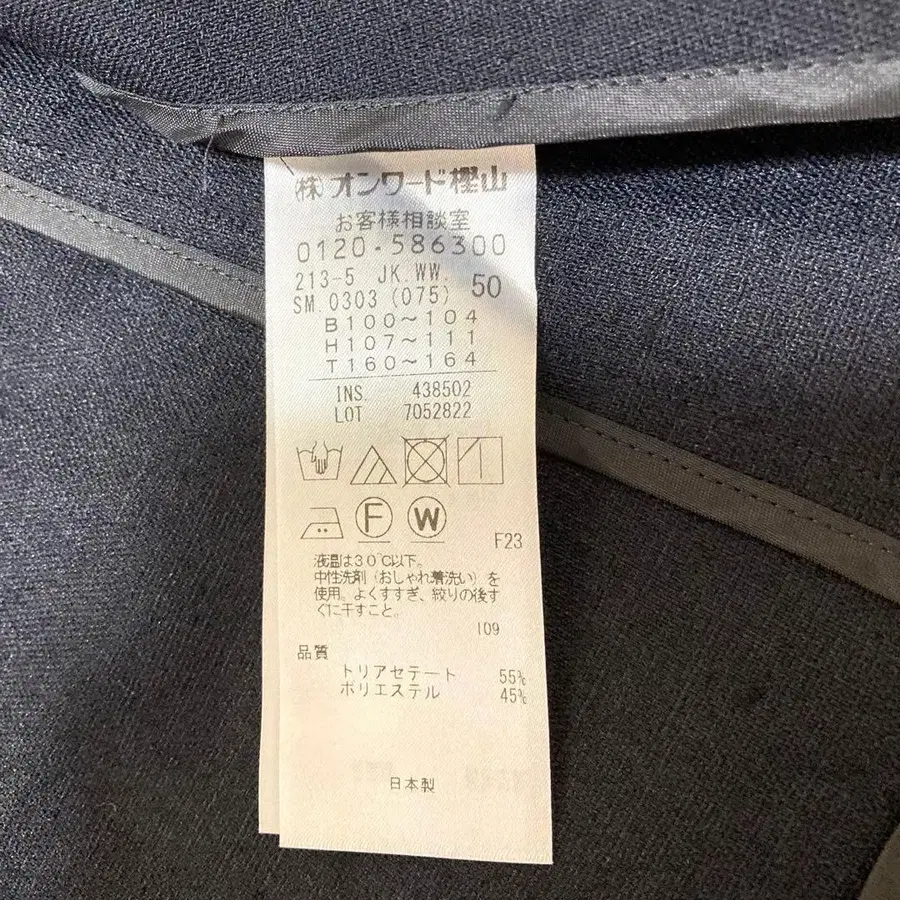 (株)オンワード樫山
お客様相談室
0120-586300
213-5 JK.WW. 50
SM.0303 (075)
B100~104
H107~111
T160~164
INS. 438502
LOT 7052822
F W
F23
液温は30℃以下。
中性洗剤(おしゃれ着洗い)を
使用。よくすすぎ、絞りの後す
ぐに干すこと。
109
品質
トリアセテート 55%
ポリエステル 45%
日本製